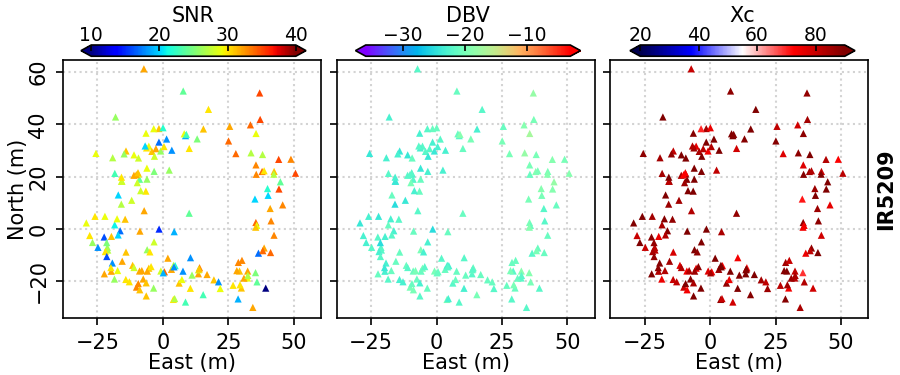 SNR DBV Xc
10 20 30 40 −30 −20 −10 20 40 60 80
60
40
20
0
−20
North (m)
IR5209
−25 0 25 50 −25 0 25 50 −25 0 25 50
East (m) East (m) East (m)